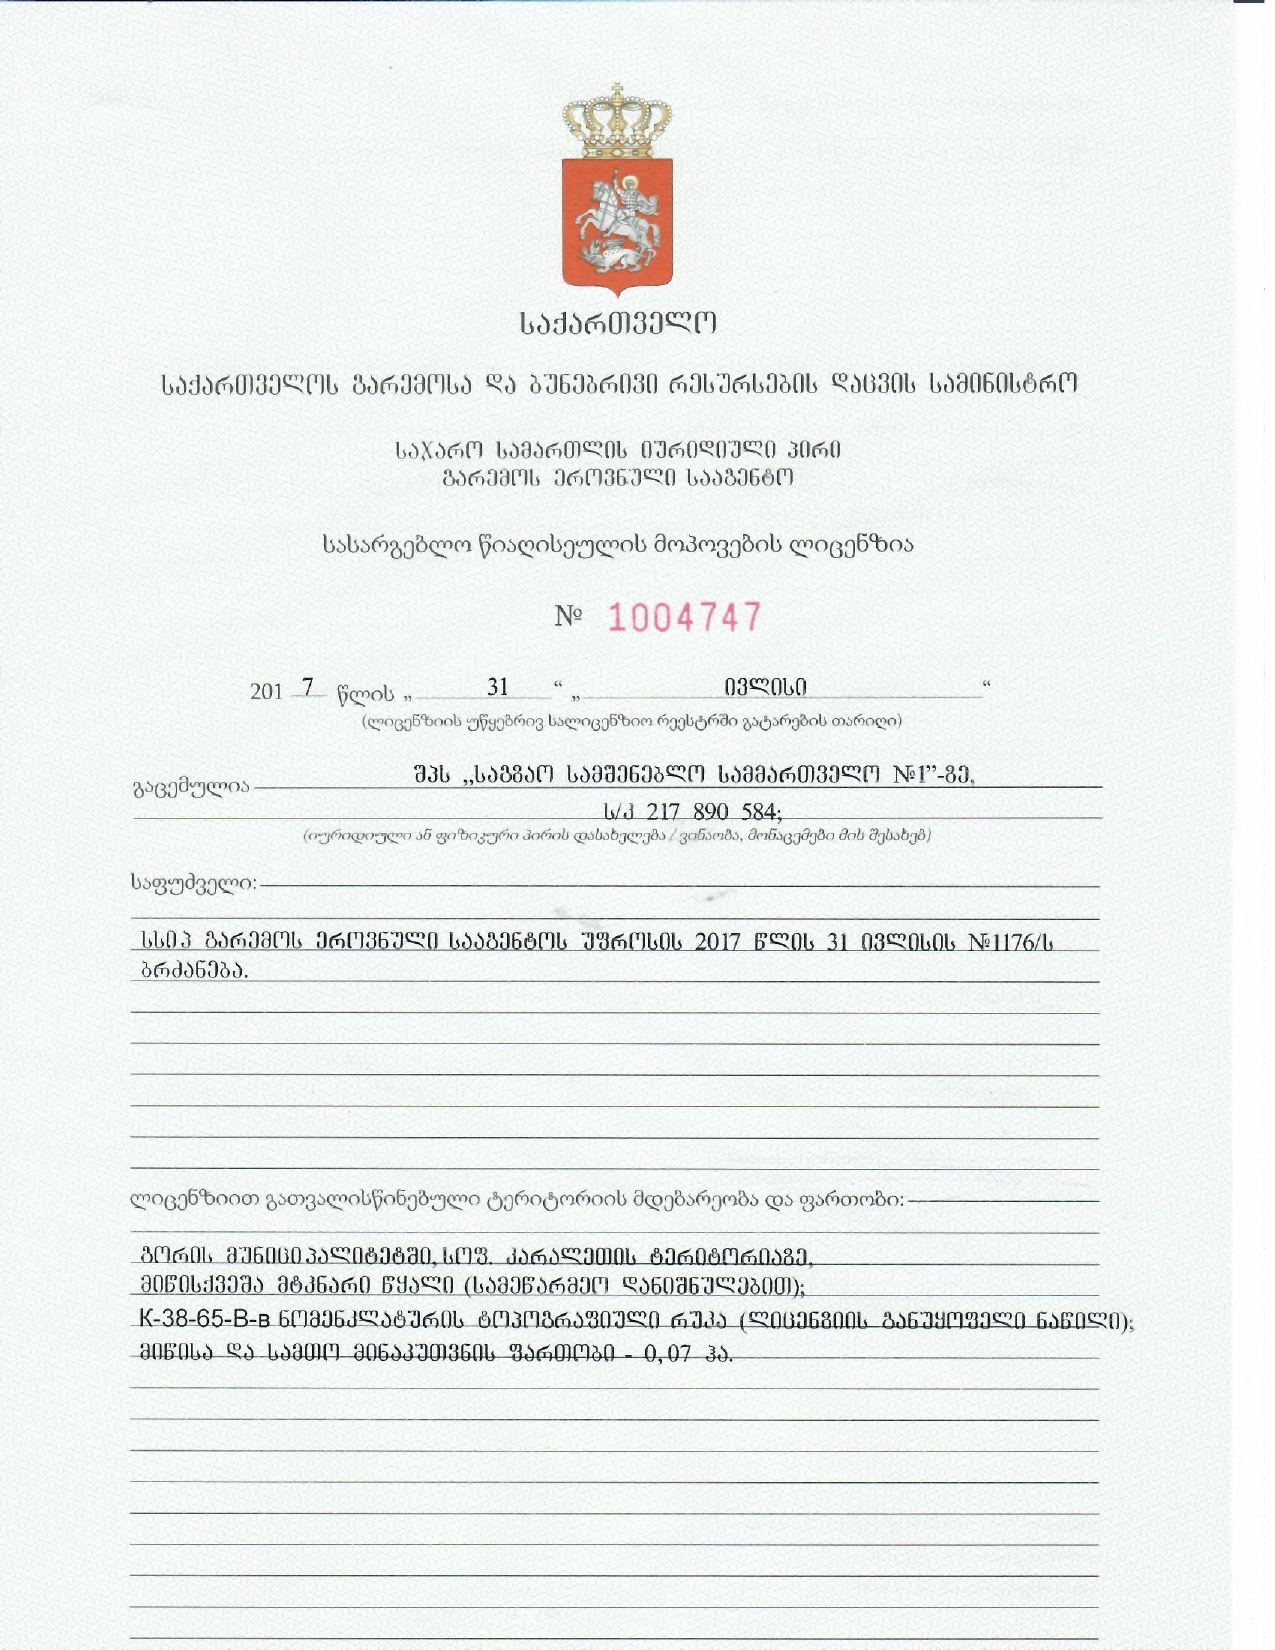 საქართველო
საქართველოს გარემოსა და ბუნებრივი რესურსების დაცვის სამინისტრო
საჯარო სამართლის იურიდიული პირი
გარემოს ეროვნული სააგენტო
სასარგებლო წიაღისეულის მოპოვების ლიცენზია
№ 1004747
2017 წლის „ 31 “ „ ივლისი “
(ლიცენზიის უწყებრივ სალიცენზიო რეესტრში გატარების თარიღი)
გაცემულია შპს „საგზაო სამშენებლო სამმართველო №1”-ზე,
ს/კ 217 890 584;
(იურიდიული ან ფიზიკური პირის დასახელება / ვინაობა, მონაცემები მის შესახებ)
საფუძველი:
სსიპ გარემოს ეროვნული სააგენტოს უფროსის 2017 წლის 31 ივლისის №1176/ს
ბრძანება.
ლიცენზიით გათვალისწინებული ტერიტორიის მდებარეობა და ფართობი:
გორის მუნიციპალიტეტში, სოფ. კარალეთის ტერიტორიაზე,
მიწისქვეშა მტკნარი წყალი (სამეწარმეო დანიშნულებით);
К-38-65-В-в ნომენკლატურის ტოპოგრაფიული რუკა (ლიცენზიის განუყოფელი ნაწილი);
მიწისა და სამთო მინაკუთვნის ფართობი - 0,07 ჰა.